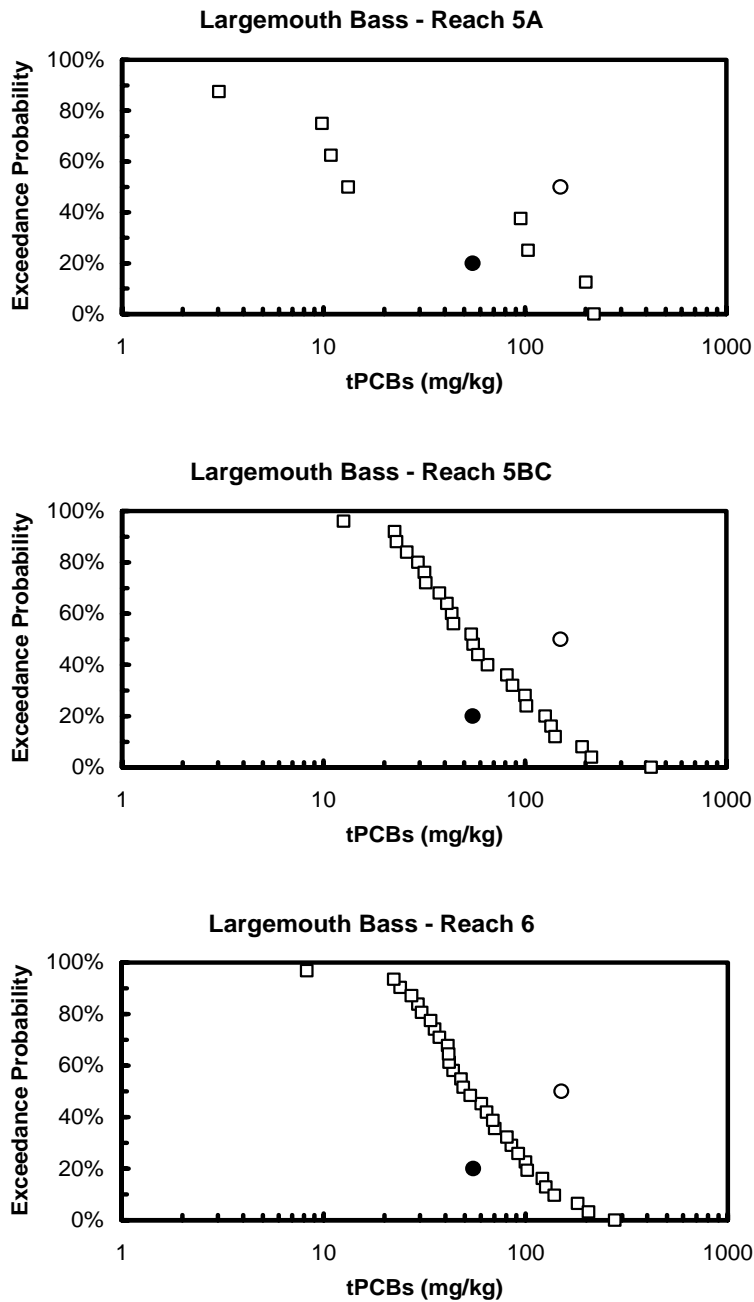 Largemouth Bass - Reach 5A
Exceedance Probability
100%
80%
60%
40%
20%
0%
1 10 100 1000
tPCBs (mg/kg)
Largemouth Bass - Reach 5BC
Exceedance Probability
100%
80%
60%
40%
20%
0%
1 10 100 1000
tPCBs (mg/kg)
Largemouth Bass - Reach 6
Exceedance Probability
100%
80%
60%
40%
20%
0%
1 10 100 1000
tPCBs (mg/kg)